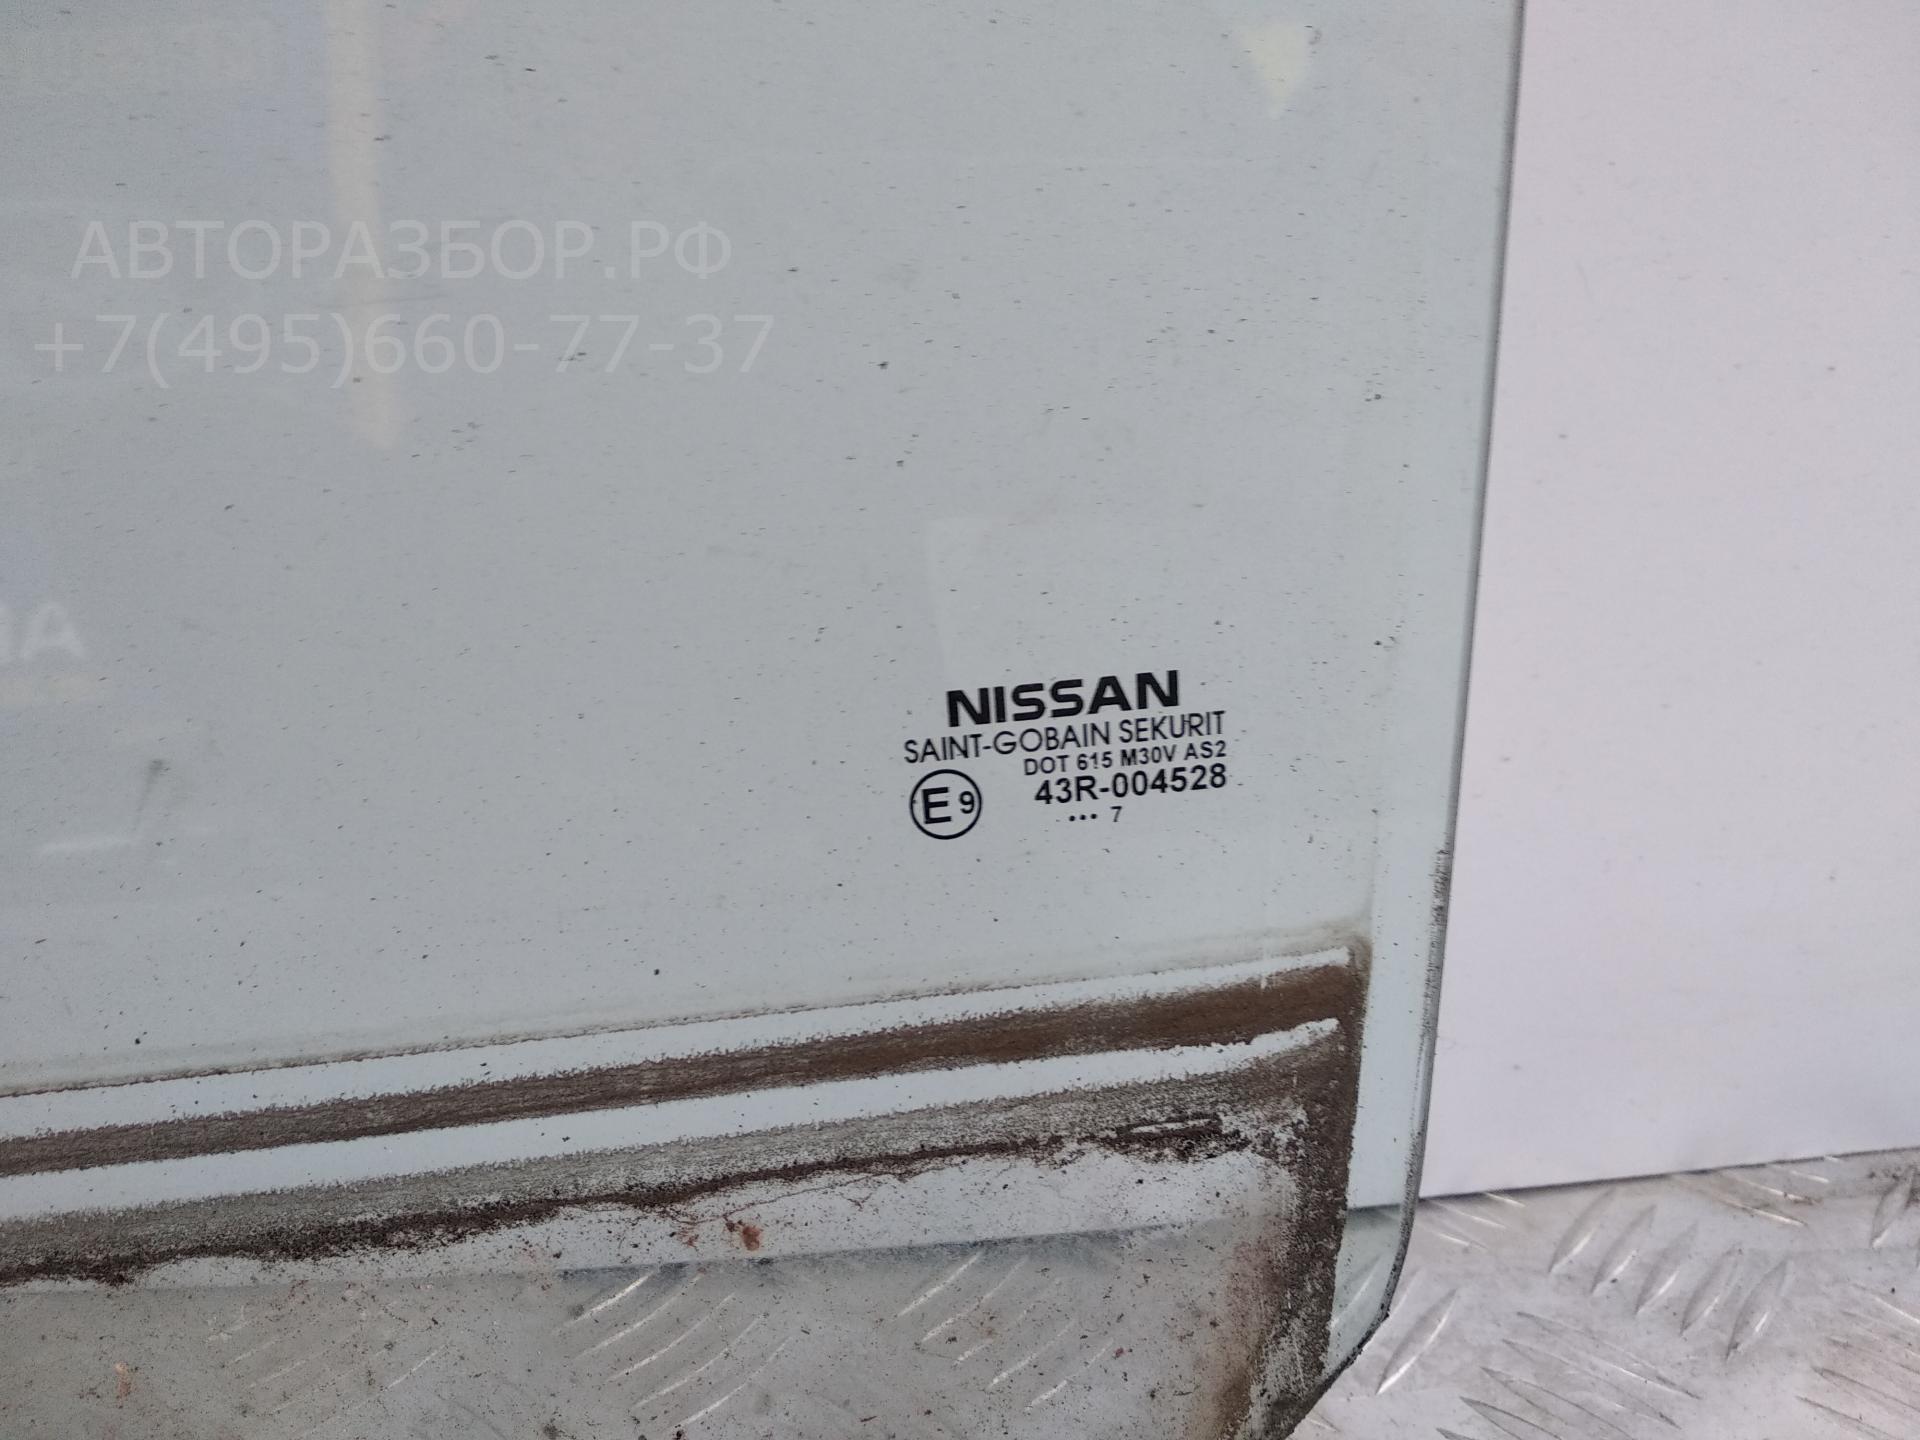 АВТОРАЗБОР.РФ
+7(495)660-77-37
NISSAN
SAINT-GOBAIN SEKURIT
DOT 615 M30V AS2
E9 43R-004528
••• 7